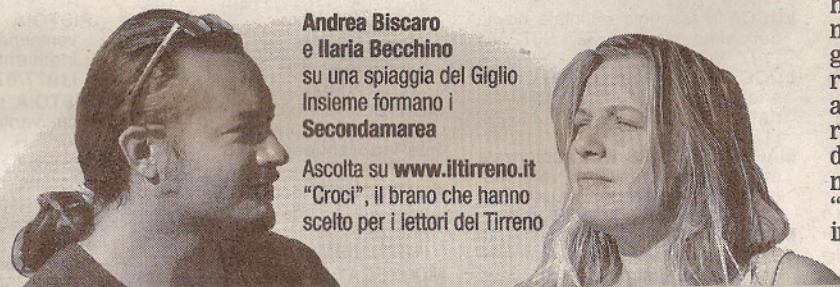 Andrea Biscaro
e Ilaria Becchino
su una spiaggia del Giglio
Insieme formano i
Secondamarea
Ascolta su www.iltirreno.it
“Croci”, il brano che hanno
scelto per i lettori del Tirreno